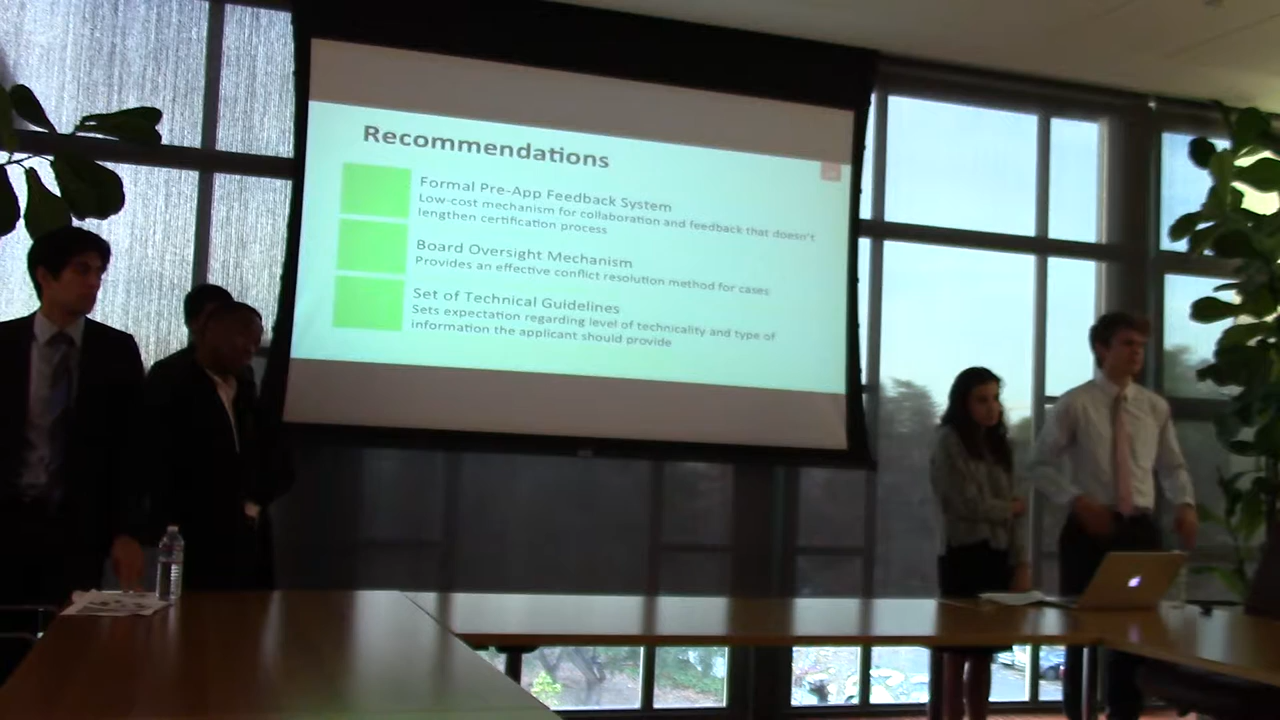 Recommendations
Formal Pre-App Feedback System
Low-cost mechanism for collaboration and feedback that doesn't
lengthen certification process
Board Oversight Mechanism
Provides an effective conflict resolution method for cases
Set of Technical Guidelines
Sets expectation regarding level of technicality and type of
information the applicant should provide